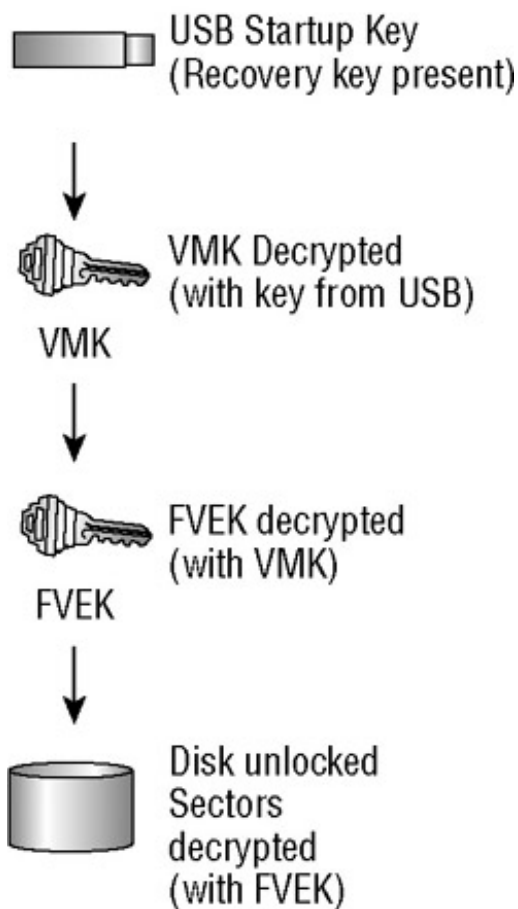 USB Startup Key
(Recovery key present)
VMK Decrypted
(with key from USB)
VMK
FVEK decrypted
(with VMK)
FVEK
Disk unlocked
Sectors
decrypted
(with FVEK)